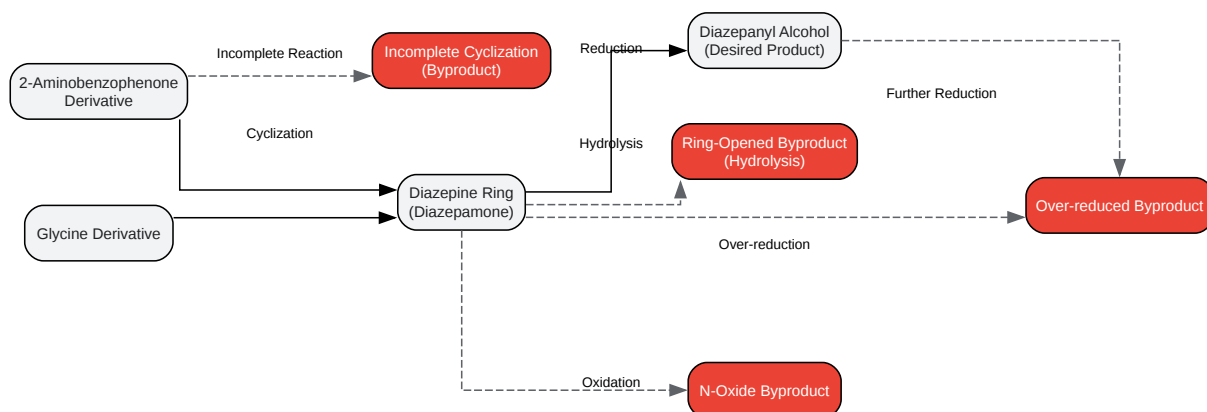 Diazepanyl Alcohol
(Desired Product)
Reduction
Incomplete Reaction
Incomplete Cyclization
(Byproduct)
2-Aminobenzophenone
Derivative
Further Reduction
Cyclization
Hydrolysis
Ring-Opened Byproduct
(Hydrolysis)
Diazepine Ring
(Diazepamone)
Over-reduced Byproduct
Glycine Derivative
Over-reduction
Oxidation
N-Oxide Byproduct